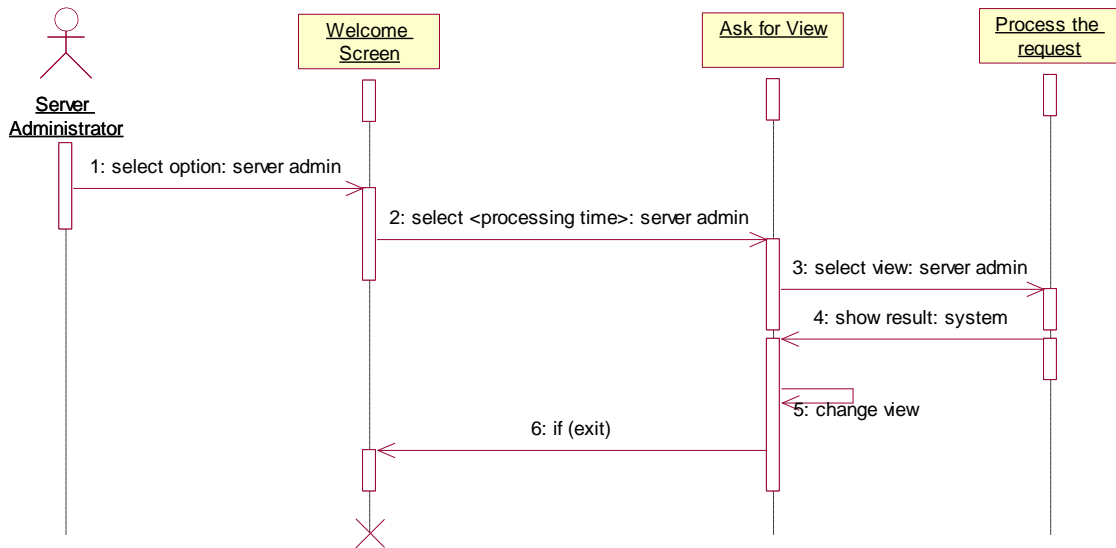 Welcome
Screen
Ask for View
Process the
request
Server
Administrator
1: select option: server admin
2: select <processing time>: server admin
3: select view: server admin
4: show result: system
5: change view
6: if (exit)